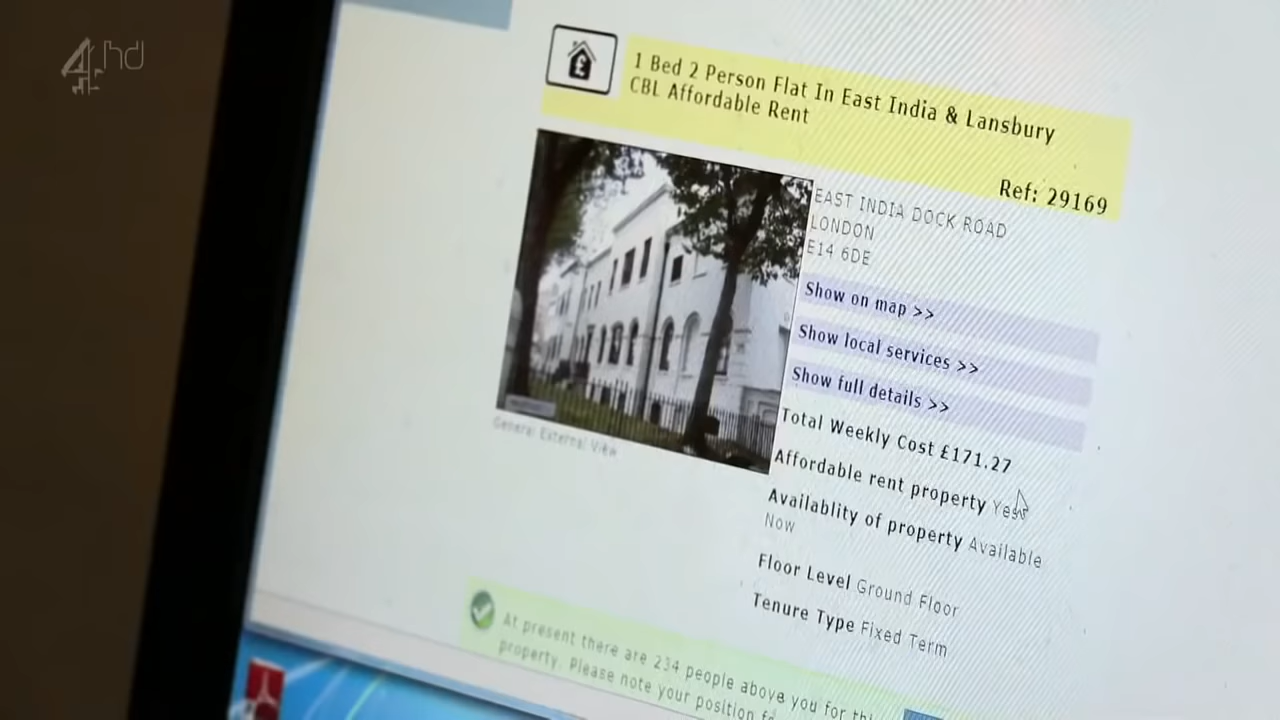 4 hd
1 Bed 2 Person Flat In East India & Lansbury
CBL Affordable Rent
Ref: 29169
EAST INDIA DOCK ROAD
LONDON
E14 6DE
Show on map >>
Show local services >>
Show full details >>
General External View
Total Weekly Cost £171.27
Affordable rent property Yes
Availablity of property Available
Now
Floor Level Ground Floor
Tenure Type Fixed Term
At present there are 234 people above you for this
property. Please note your position